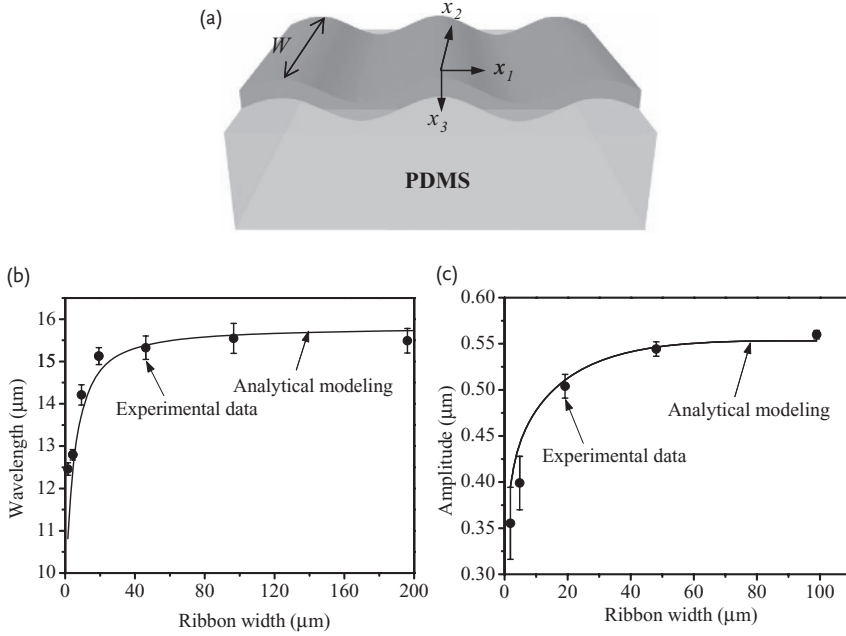 (a)
W
x2
x1
x3
PDMS
(b)
Wavelength (μm)
16
15
14
13
12
11
10
Analytical modeling
Experimental data
0 40 80 120 160 200
Ribbon width (μm)
(c)
Amplitude (μm)
0.60
0.55
0.50
0.45
0.40
0.35
0.30
Analytical modeling
Experimental data
0 20 40 60 80 100
Ribbon width (μm)